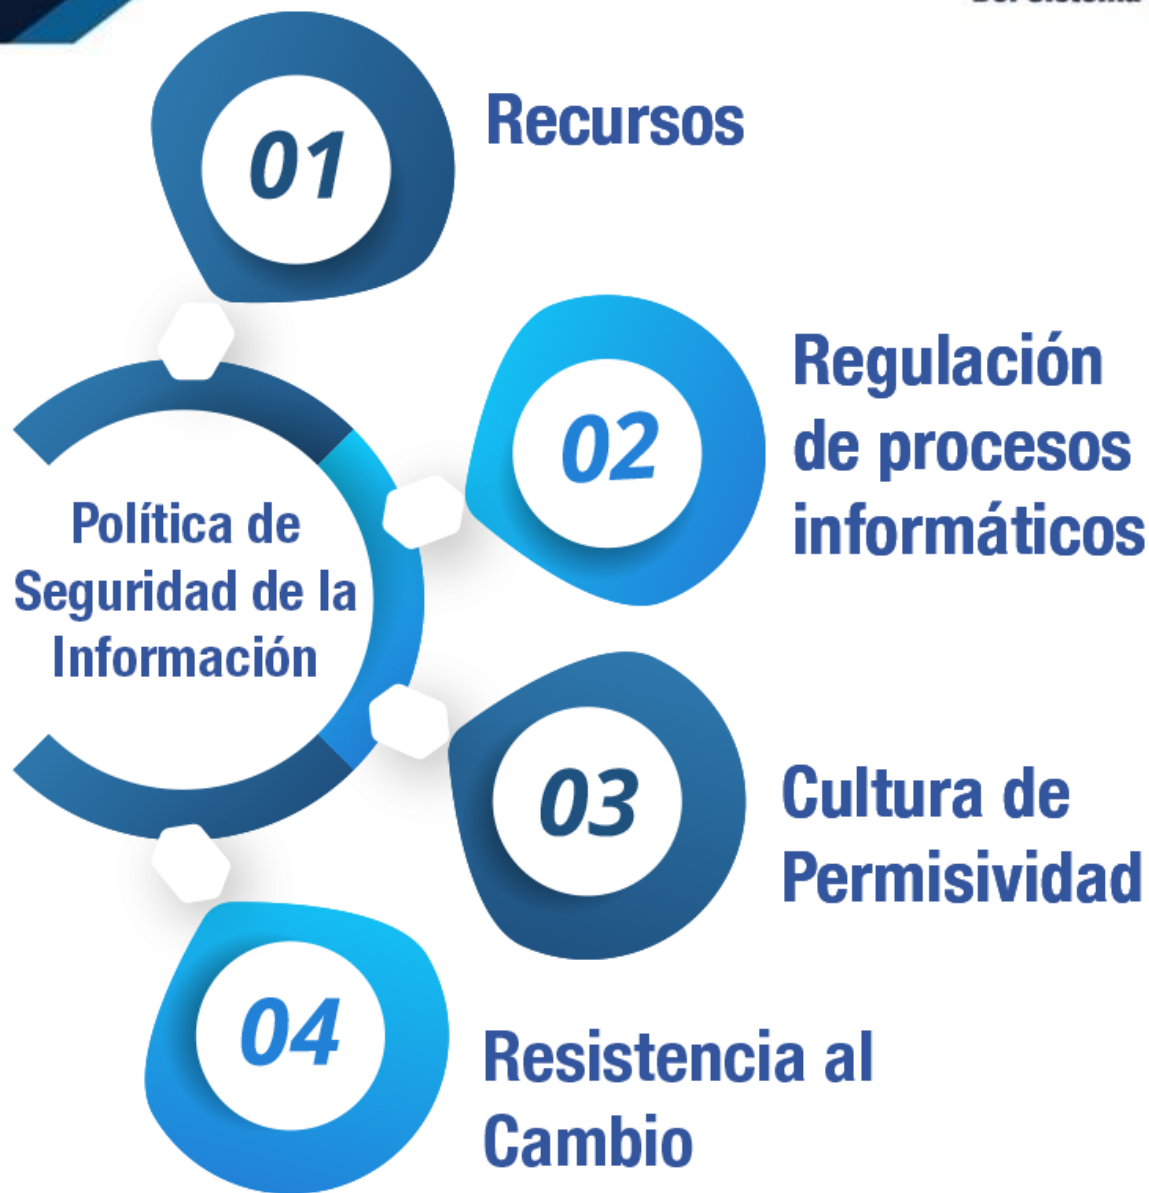 01
Recursos
02
Regulación
de procesos
informáticos
Política de
Seguridad de la
Información
03
Cultura de
Permisividad
04
Resistencia al
Cambio